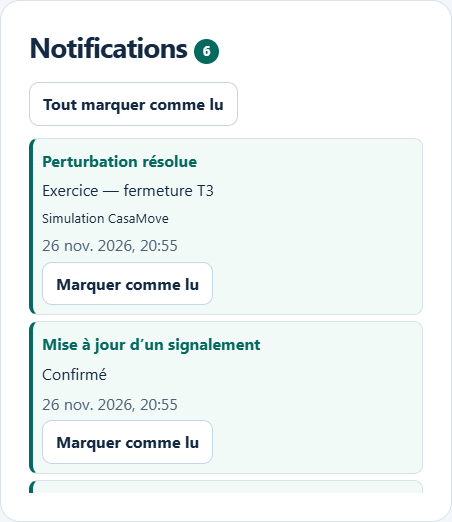 Notifications 6
Tout marquer comme lu
Perturbation résolue
Exercice — fermeture T3
Simulation CasaMove
26 nov. 2026, 20:55
Marquer comme lu
Mise à jour d’un signalement
Confirmé
26 nov. 2026, 20:55
Marquer comme lu